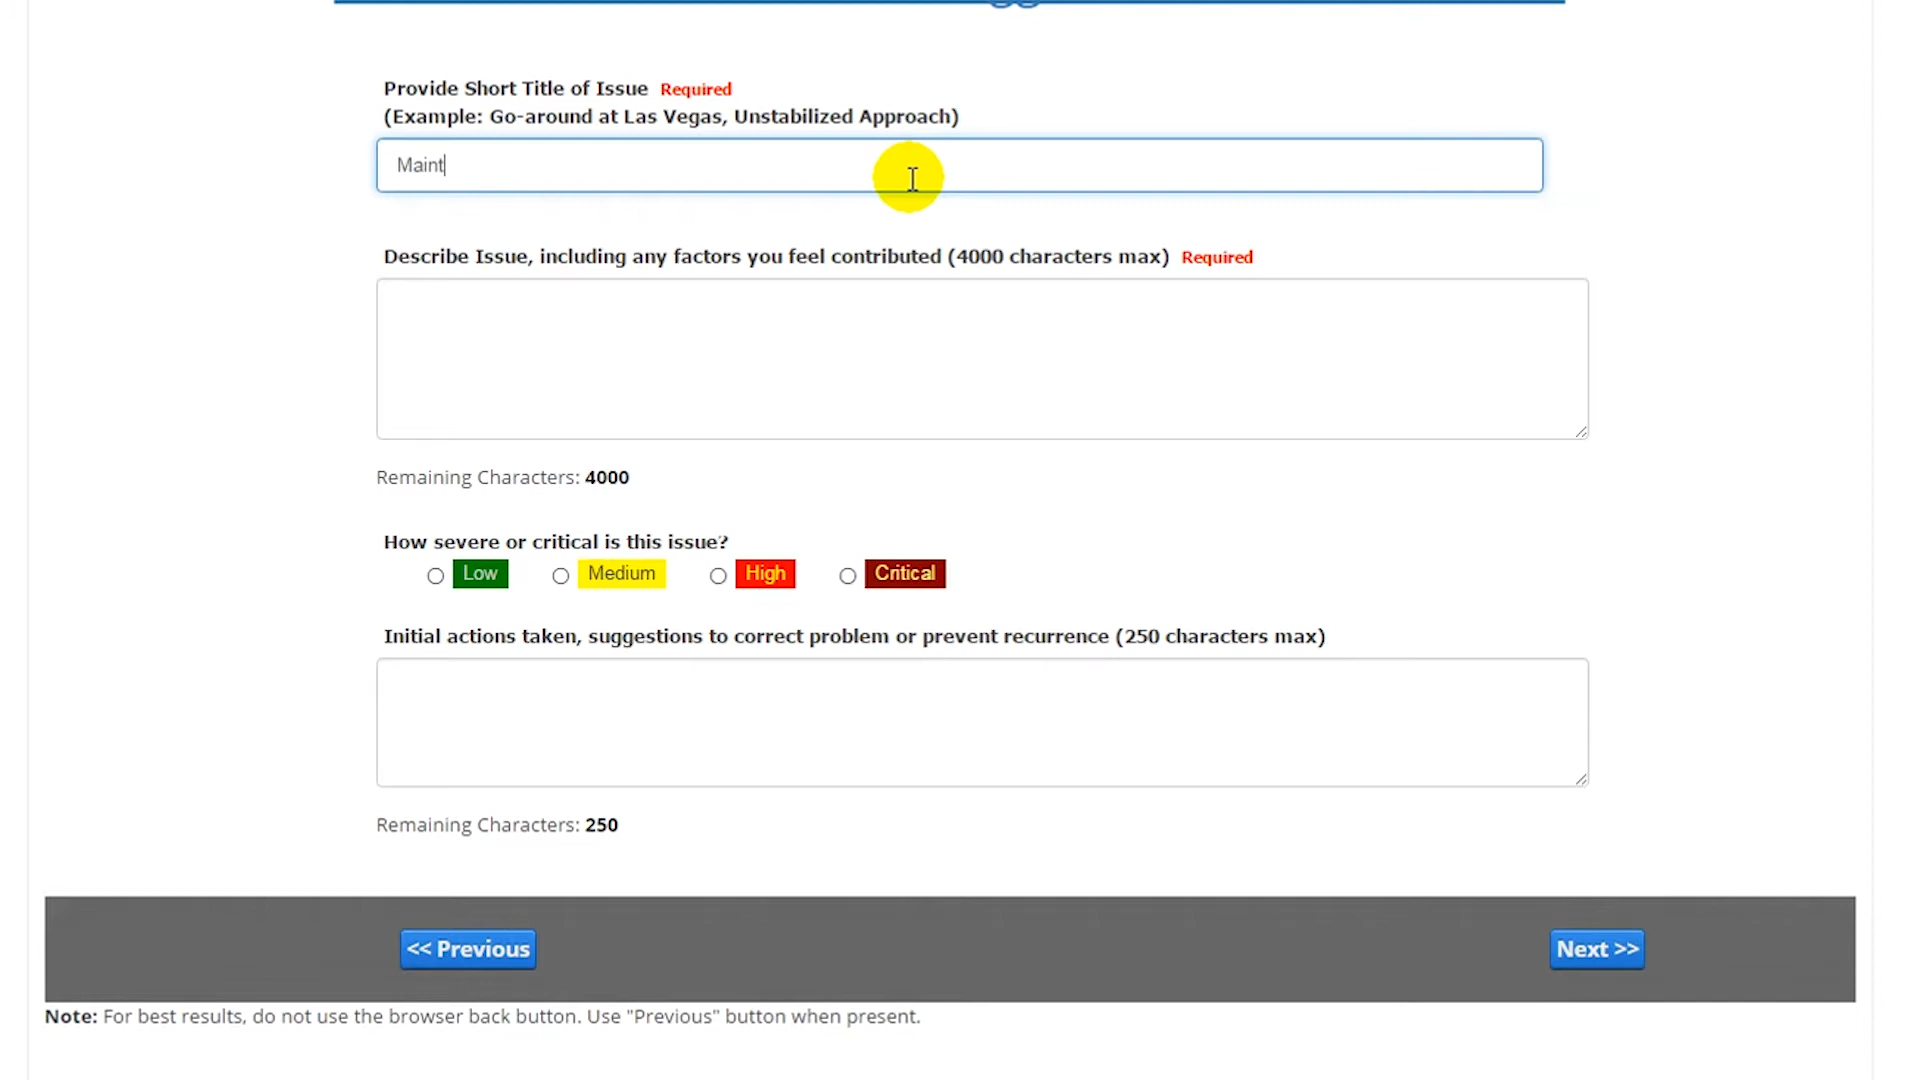 Provide Short Title of Issue Required
(Example: Go-around at Las Vegas, Unstabilized Approach)
Maint
Describe Issue, including any factors you feel contributed (4000 characters max) Required
Remaining Characters: 4000
How severe or critical is this issue?
Low Medium High Critical
Initial actions taken, suggestions to correct problem or prevent recurrence (250 characters max)
Remaining Characters: 250
<< Previous Next >>
Note: For best results, do not use the browser back button. Use "Previous" button when present.